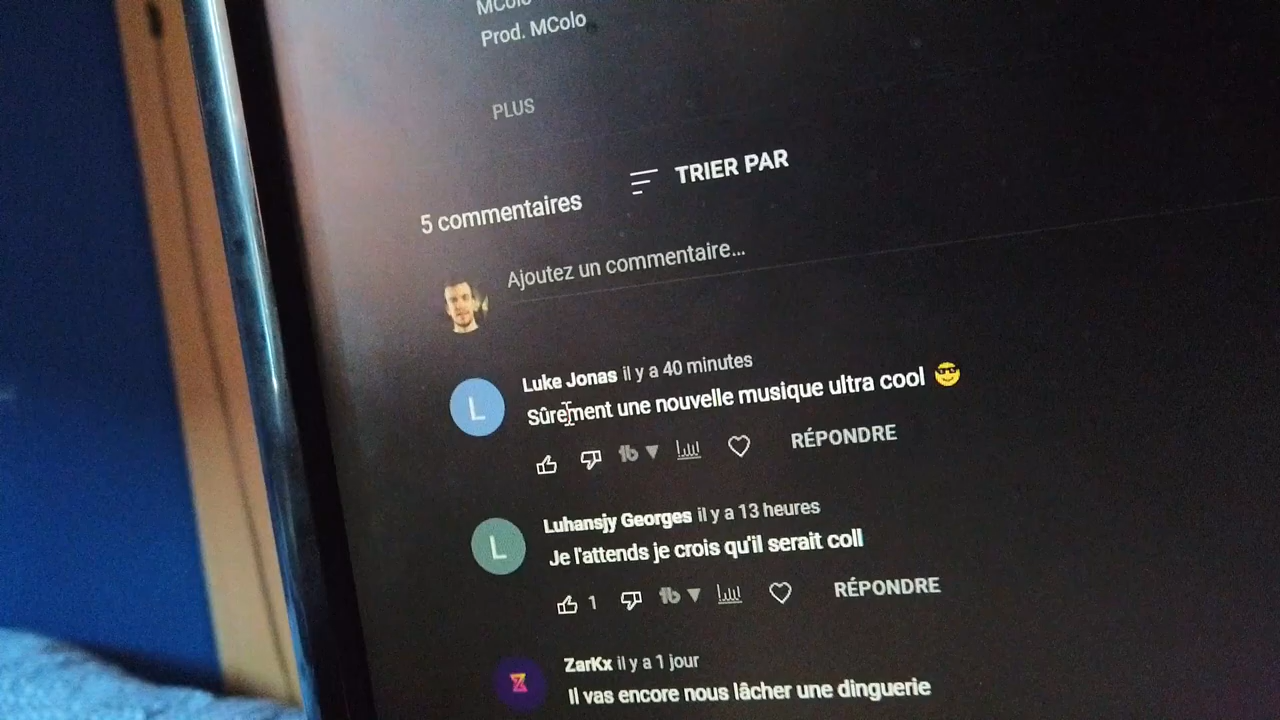 MColo
Prod. MColo
PLUS
5 commentaires
TRIER PAR
Ajoutez un commentaire...
L
Luke Jonas il y a 40 minutes
Sûrement une nouvelle musique ultra cool 😎
RÉPONDRE
L
Luhansjy Georges il y a 13 heures
Je l'attends je crois qu'il serait coll
1
RÉPONDRE
Z
ZarKx il y a 1 jour
Il vas encore nous lâcher une dinguerie